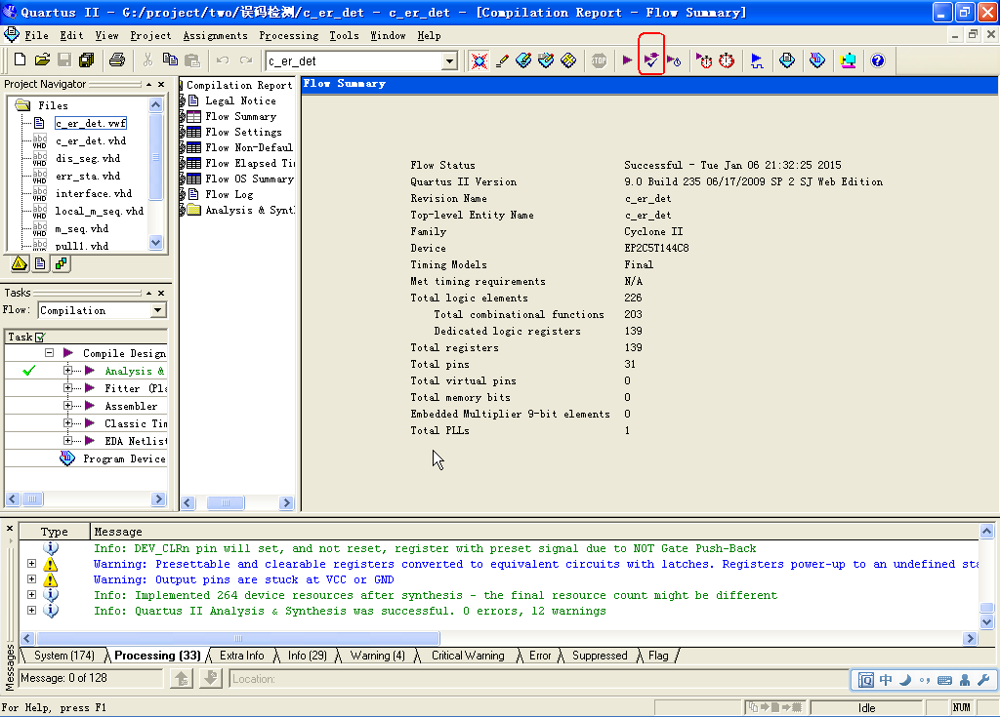 Quartus II - G:/project/two/误码检测/c_er_det - c_er_det - [Compilation Report - Flow Summary]
File Edit View Project Assignments Processing Tools Window Help
c_er_det
STOP
Project Navigator
Files
c_er_det.vwf
c_er_det.vhd
dis_seg.vhd
err_sta.vhd
interface.vhd
local_m_seq.vhd
m_seq.vhd
pull1.vhd
Tasks
Flow: Compilation
Task
Compile Design
Analysis &
Fitter (Pla
Assembler
Classic Tim
EDA Netlist
Program Device
Compilation Report
Legal Notice
Flow Summary
Flow Settings
Flow Non-Defaul
Flow Elapsed Tim
Flow OS Summary
Flow Log
Analysis & Synth
Flow Summary
Flow Status Successful - Tue Jan 06 21:32:25 2015
Quartus II Version 9.0 Build 235 06/17/2009 SP 2 SJ Web Edition
Revision Name c_er_det
Top-level Entity Name c_er_det
Family Cyclone II
Device EP2C5T144C8
Timing Models Final
Met timing requirements N/A
Total logic elements 226
Total combinational functions 203
Dedicated logic registers 139
Total registers 139
Total pins 31
Total virtual pins 0
Total memory bits 0
Embedded Multiplier 9-bit elements 0
Total PLLs 1
Type Message
Info: DEV_CLRn pin will set, and not reset, register with preset signal due to NOT Gate Push-Back
Warning: Presettable and clearable registers converted to equivalent circuits with latches. Registers power-up to an undefined sta
Warning: Output pins are stuck at VCC or GND
Info: Implemented 264 device resources after synthesis - the final resource count might be different
Info: Quartus II Analysis & Synthesis was successful. 0 errors, 12 warnings
System (174) Processing (33) Extra Info Info (29) Warning (4) Critical Warning Error Suppressed Flag
Messages
Message: 0 of 128 Location:
中
For Help, press F1 Idle NUM